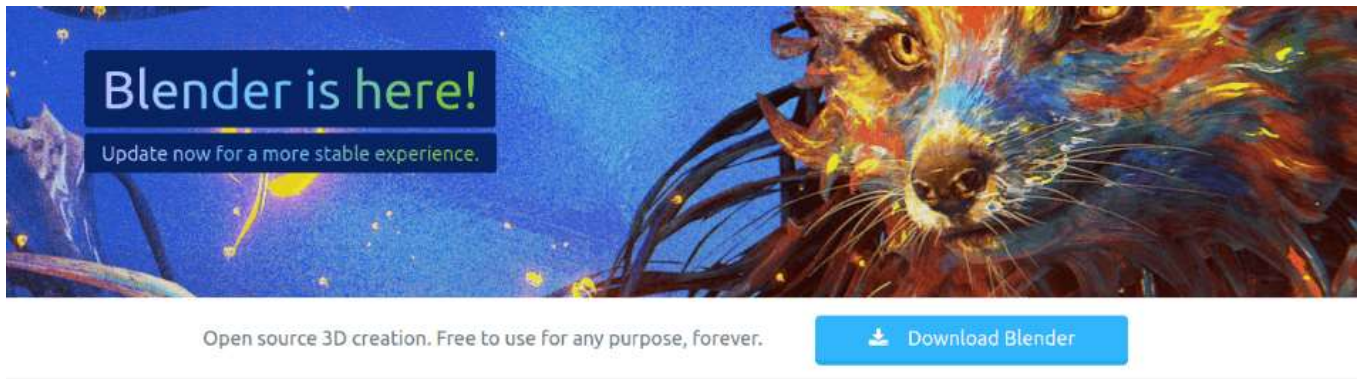 Blender is here!
Update now for a more stable experience.
Open source 3D creation. Free to use for any purpose, forever.
Download Blender